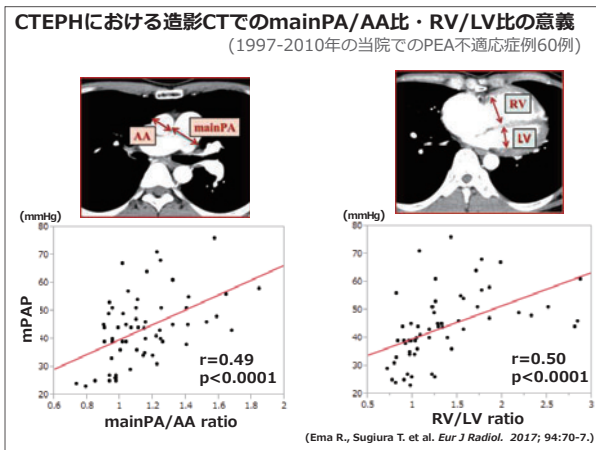 CTEPHにおける造影CTでのmainPA/AA比・RV/LV比の意義
(1997-2010年の当院でのPEA不適応症例60例)
AA
mainPA
RV
LV
(mmHg)
80
70
60
50
40
30
20
mPAP
r=0.49
p<0.0001
0.6 0.8 1 1.2 1.4 1.6 1.8 2
mainPA/AA ratio
(mmHg)
80
70
60
50
40
30
20
r=0.50
p<0.0001
0.5 1 1.5 2 2.5 3
RV/LV ratio
(Ema R., Sugiura T. et al. Eur J Radiol. 2017; 94:70-7.)